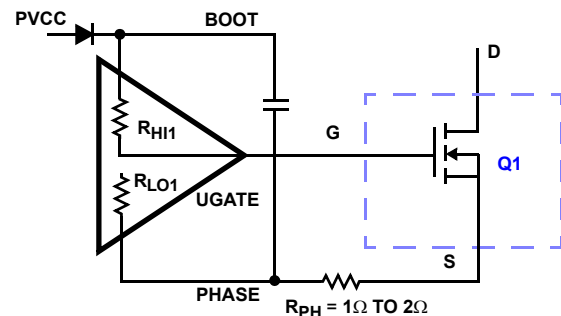 PVCC
BOOT
D
RHI1
G
Q1
RLO1
UGATE
S
PHASE
RPH = 1Ω TO 2Ω